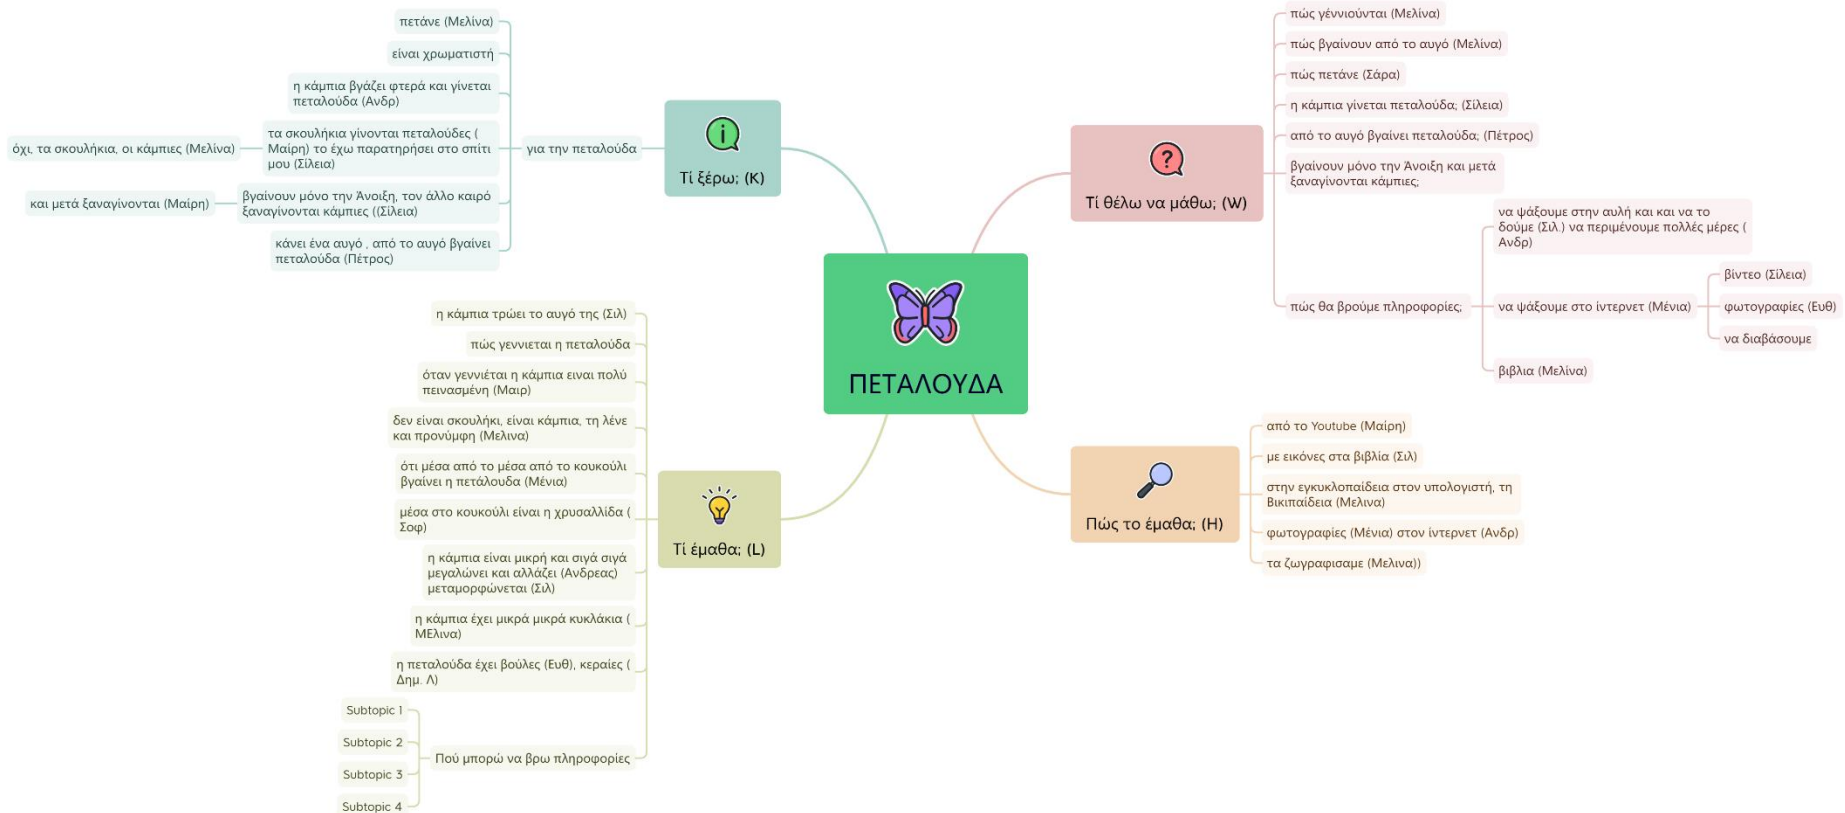 πετάνε (Μελίνα)
είναι χρωματιστή
η κάμπια βγάζει φτερά και γίνεται
πεταλούδα (Ανδρ)
τα σκουλήκια γίνονται πεταλούδες (
Μαίρη) το έχω παρατηρήσει στο σπίτι
μου (Σίλεια)
όχι, τα σκουλήκια, οι κάμπιες (Μελίνα)
βγαίνουν μόνο την Άνοιξη, τον άλλο καιρό
ξαναγίνονται κάμπιες ((Σίλεια)
και μετά ξαναγίνονται (Μαίρη)
κάνει ένα αυγό , από το αυγό βγαίνει
πεταλούδα (Πέτρος)
για την πεταλούδα
Τί ξέρω; (K)
πώς γέννιούνται (Μελίνα)
πώς βγαίνουν από το αυγό (Μελίνα)
πώς πετάνε (Σάρα)
η κάμπια γίνεται πεταλούδα; (Σίλεια)
από το αυγό βγαίνει πεταλούδα; (Πέτρος)
βγαίνουν μόνο την Άνοιξη και μετά
ξαναγίνονται κάμπιες;
Τί θέλω να μάθω; (W)
πώς θα βρούμε πληροφορίες;
να ψάξουμε στην αυλή και και να το
δούμε (Σιλ.) να περιμένουμε πολλές μέρες (
Ανδρ)
να ψάξουμε στο ίντερνετ (Μένια)
βίντεο (Σίλεια)
φωτογραφίες (Ευθ)
να διαβάσουμε
βιβλια (Μελίνα)
ΠΕΤΑΛΟΥΔΑ
η κάμπια τρώει το αυγό της (Σιλ)
πώς γεννιεται η πεταλούδα
όταν γεννιέται η κάμπια ειναι πολύ
πεινασμένη (Μαιρ)
δεν είναι σκουλήκι, είναι κάμπια, τη λένε
και προνύμφη (Μελινα)
ότι μέσα από το μέσα από το κουκούλι
βγαίνει η πετάλουδα (Μένια)
μέσα στο κουκούλι είναι η χρυσαλλίδα (
Σοφ)
η κάμπια είναι μικρή και σιγά σιγά
μεγαλώνει και αλλάζει (Ανδρεας)
μεταμορφώνεται (Σιλ)
η κάμπια έχει μικρά μικρά κυκλάκια (
ΜΕλινα)
η πεταλούδα έχει βούλες (Ευθ), κεραίες (
Δημ. Λ)
Πού μπορώ να βρω πληροφορίες
Subtopic 1
Subtopic 2
Subtopic 3
Subtopic 4
Τί έμαθα; (L)
από το Youtube (Μαίρη)
με εικόνες στα βιβλία (Σιλ)
στην εγκυκλοπαίδεια στον υπολογιστή, τη
Βικιπαίδεια (Μελινα)
φωτογραφίες (Μένια) στον ίντερνετ (Ανδρ)
τα ζωγραφισαμε (Μελινα))
Πώς το έμαθα; (H)